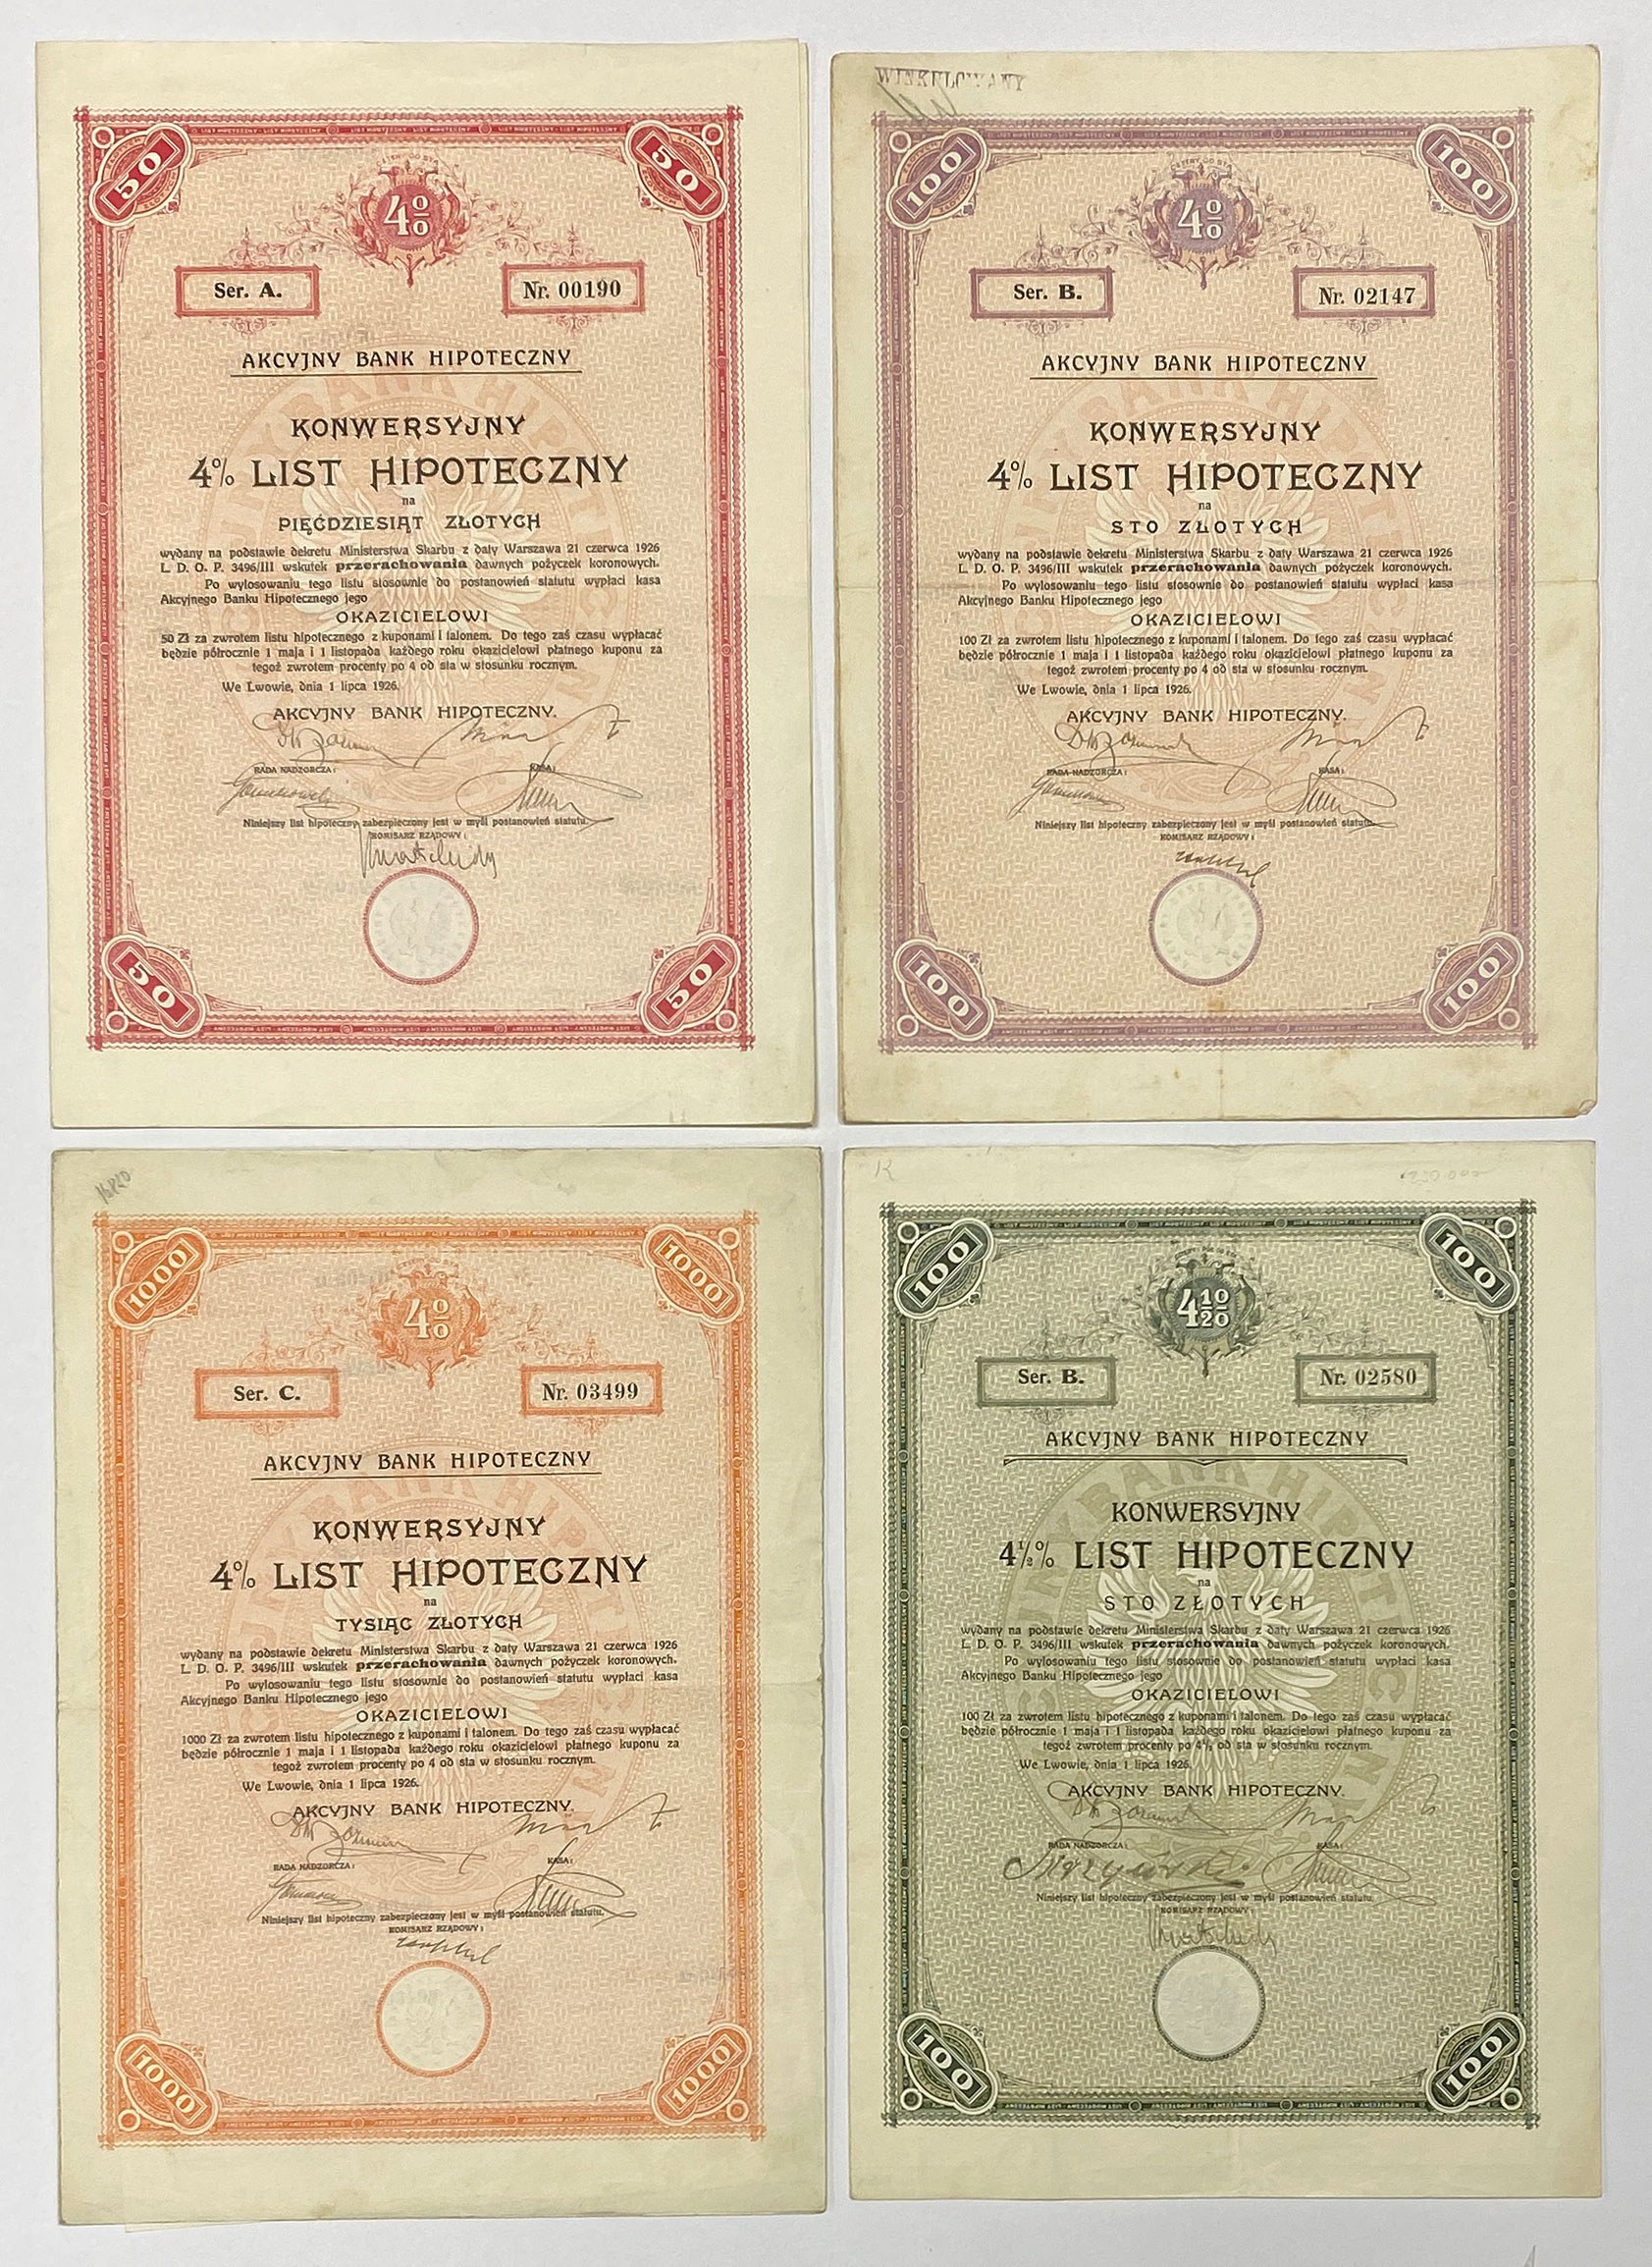 50
50
4%
Ser. A.
Nr. 00190
AKCYJNY BANK HIPOTECZNY
KONWERSYJNY
4% LIST HIPOTECZNY
na
PIĘĆDZIESIĄT ZŁOTYCH
wydany na podstawie dekretu Ministerstwa Skarbu z daty Warszawa 21 czerwca 1926
L. D. O. P. 3496/III wskutek przerachowania dawnych pożyczek koronowych.
Po wylosowaniu tego listu stosownie do postanowień statutu wypłaci kasa
Akcyjnego Banku Hipotecznego jego
OKAZICIELOWI
50 Zł za zwrotem listu hipotecznego z kuponami i talonem. Do tego zaś czasu wypłacać
będzie półrocznie 1 maja i 1 listopada każdego roku okazicielowi płatnego kuponu za
tegoż zwrotem procenty po 4 od sta w stosunku rocznym.
We Lwowie, dnia 1 lipca 1926.
AKCYJNY BANK HIPOTECZNY.
RADA NADZORCZA:
KASA:
Niniejszy list hipoteczny zabezpieczony jest w myśl postanowień statutu.
KOMISARZ RZĄDOWY:
50
50
WINKULOWANY
100
100
4%
Ser. B.
Nr. 02147
AKCYJNY BANK HIPOTECZNY
KONWERSYJNY
4% LIST HIPOTECZNY
na
STO ZŁOTYCH
wydany na podstawie dekretu Ministerstwa Skarbu z daty Warszawa 21 czerwca 1926
L. D. O. P. 3496/III wskutek przerachowania dawnych pożyczek koronowych.
Po wylosowaniu tego listu stosownie do postanowień statutu wypłaci kasa
Akcyjnego Banku Hipotecznego jego
OKAZICIELOWI
100 Zł za zwrotem listu hipotecznego z kuponami i talonem. Do tego zaś czasu wypłacać
będzie półrocznie 1 maja i 1 listopada każdego roku okazicielowi płatnego kuponu za
tegoż zwrotem procenty po 4 od sta w stosunku rocznym.
We Lwowie, dnia 1 lipca 1926.
AKCYJNY BANK HIPOTECZNY.
RADA NADZORCZA:
KASA:
Niniejszy list hipoteczny zabezpieczony jest w myśl postanowień statutu.
KOMISARZ RZĄDOWY:
100
100
1000
1000
4%
Ser. C.
Nr. 03499
AKCYJNY BANK HIPOTECZNY
KONWERSYJNY
4% LIST HIPOTECZNY
na
TYSIĄC ZŁOTYCH
wydany na podstawie dekretu Ministerstwa Skarbu z daty Warszawa 21 czerwca 1926
L. D. O. P. 3496/III wskutek przerachowania dawnych pożyczek koronowych.
Po wylosowaniu tego listu stosownie do postanowień statutu wypłaci kasa
Akcyjnego Banku Hipotecznego jego
OKAZICIELOWI
1000 Zł za zwrotem listu hipotecznego z kuponami i talonem. Do tego zaś czasu wypłacać
będzie półrocznie 1 maja i 1 listopada każdego roku okazicielowi płatnego kuponu za
tegoż zwrotem procenty po 4 od sta w stosunku rocznym.
We Lwowie, dnia 1 lipca 1926.
AKCYJNY BANK HIPOTECZNY.
RADA NADZORCZA:
KASA:
Niniejszy list hipoteczny zabezpieczony jest w myśl postanowień statutu.
KOMISARZ RZĄDOWY:
1000
1000
K
100
100
4 10/20
Ser. B.
Nr. 02580
AKCYJNY BANK HIPOTECZNY
KONWERSYJNY
4½% LIST HIPOTECZNY
na
STO ZŁOTYCH
wydany na podstawie dekretu Ministerstwa Skarbu z daty Warszawa 21 czerwca 1926
L. D. O. P. 3496/III wskutek przerachowania dawnych pożyczek koronowych.
Po wylosowaniu tego listu stosownie do postanowień statutu wypłaci kasa
Akcyjnego Banku Hipotecznego jego
OKAZICIELOWI
100 Zł za zwrotem listu hipotecznego z kuponami i talonem. Do tego zaś czasu wypłacać
będzie półrocznie 1 maja i 1 listopada każdego roku okazicielowi płatnego kuponu za
tegoż zwrotem procenty po 4½ od sta w stosunku rocznym.
We Lwowie, dnia 1 lipca 1926.
AKCYJNY BANK HIPOTECZNY.
RADA NADZORCZA:
KASA:
Niniejszy list hipoteczny zabezpieczony jest w myśl postanowień statutu.
KOMISARZ RZĄDOWY:
100
100